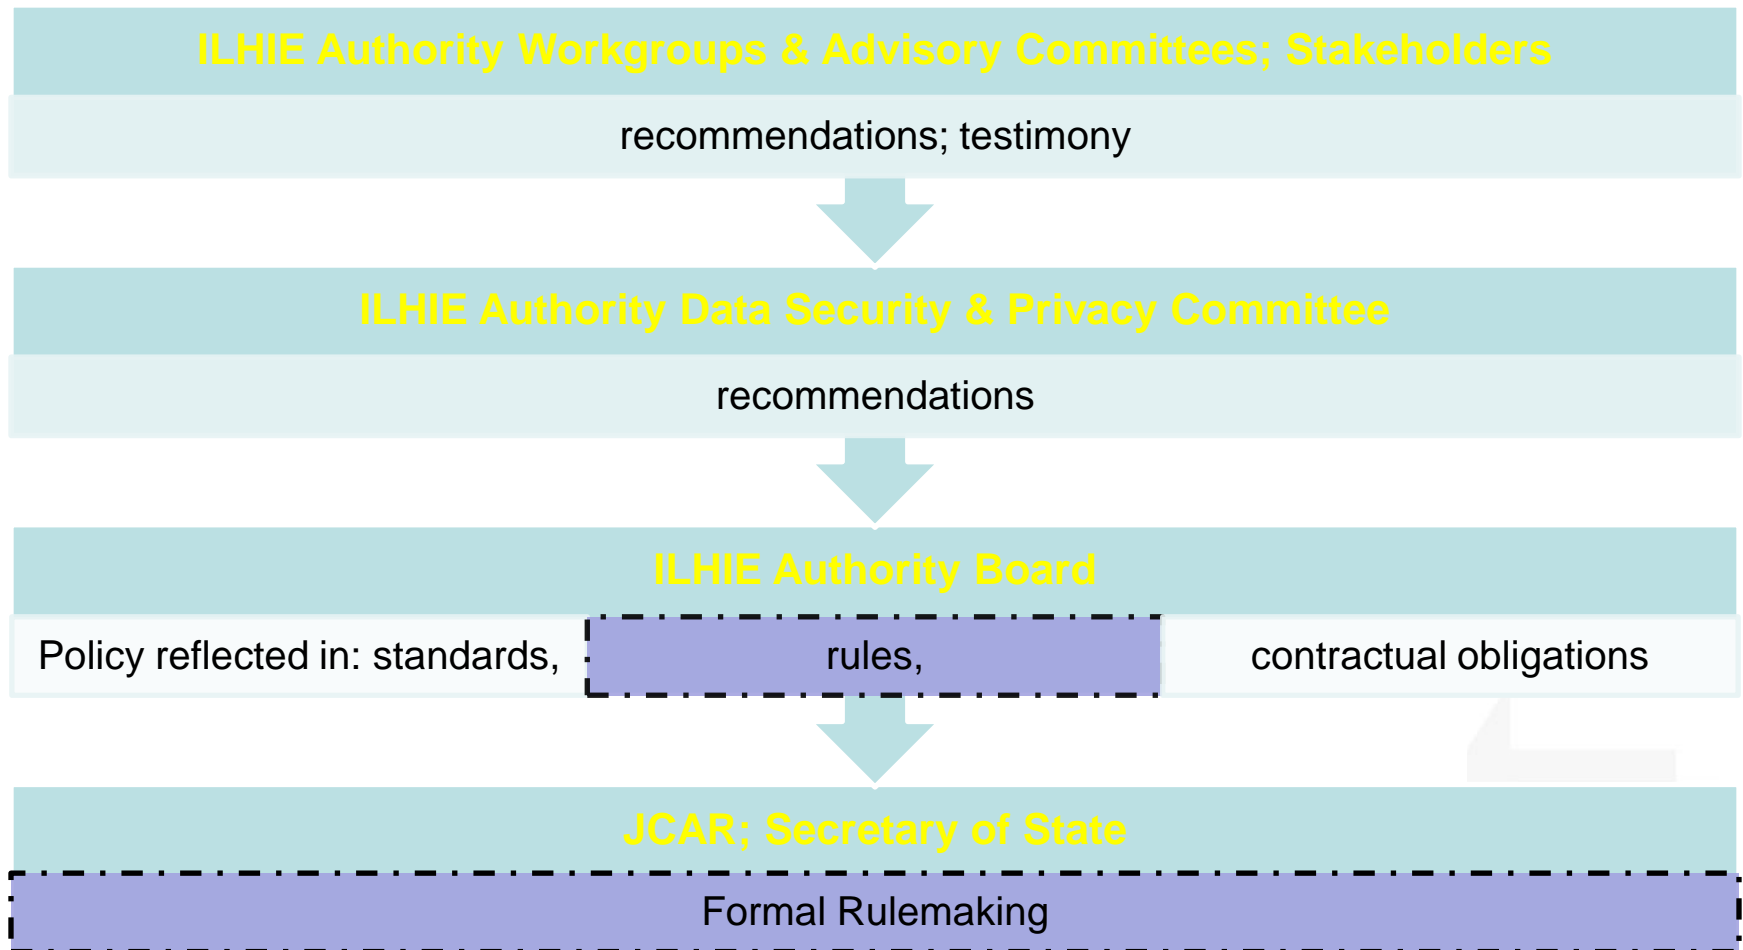 ILHIE Authority Workgroups & Advisory Committees; Stakeholders
recommendations; testimony
ILHIE Authority Data Security & Privacy Committee
recommendations
ILHIE Authority Board
Policy reflected in: standards, rules, contractual obligations
JCAR; Secretary of State
Formal Rulemaking